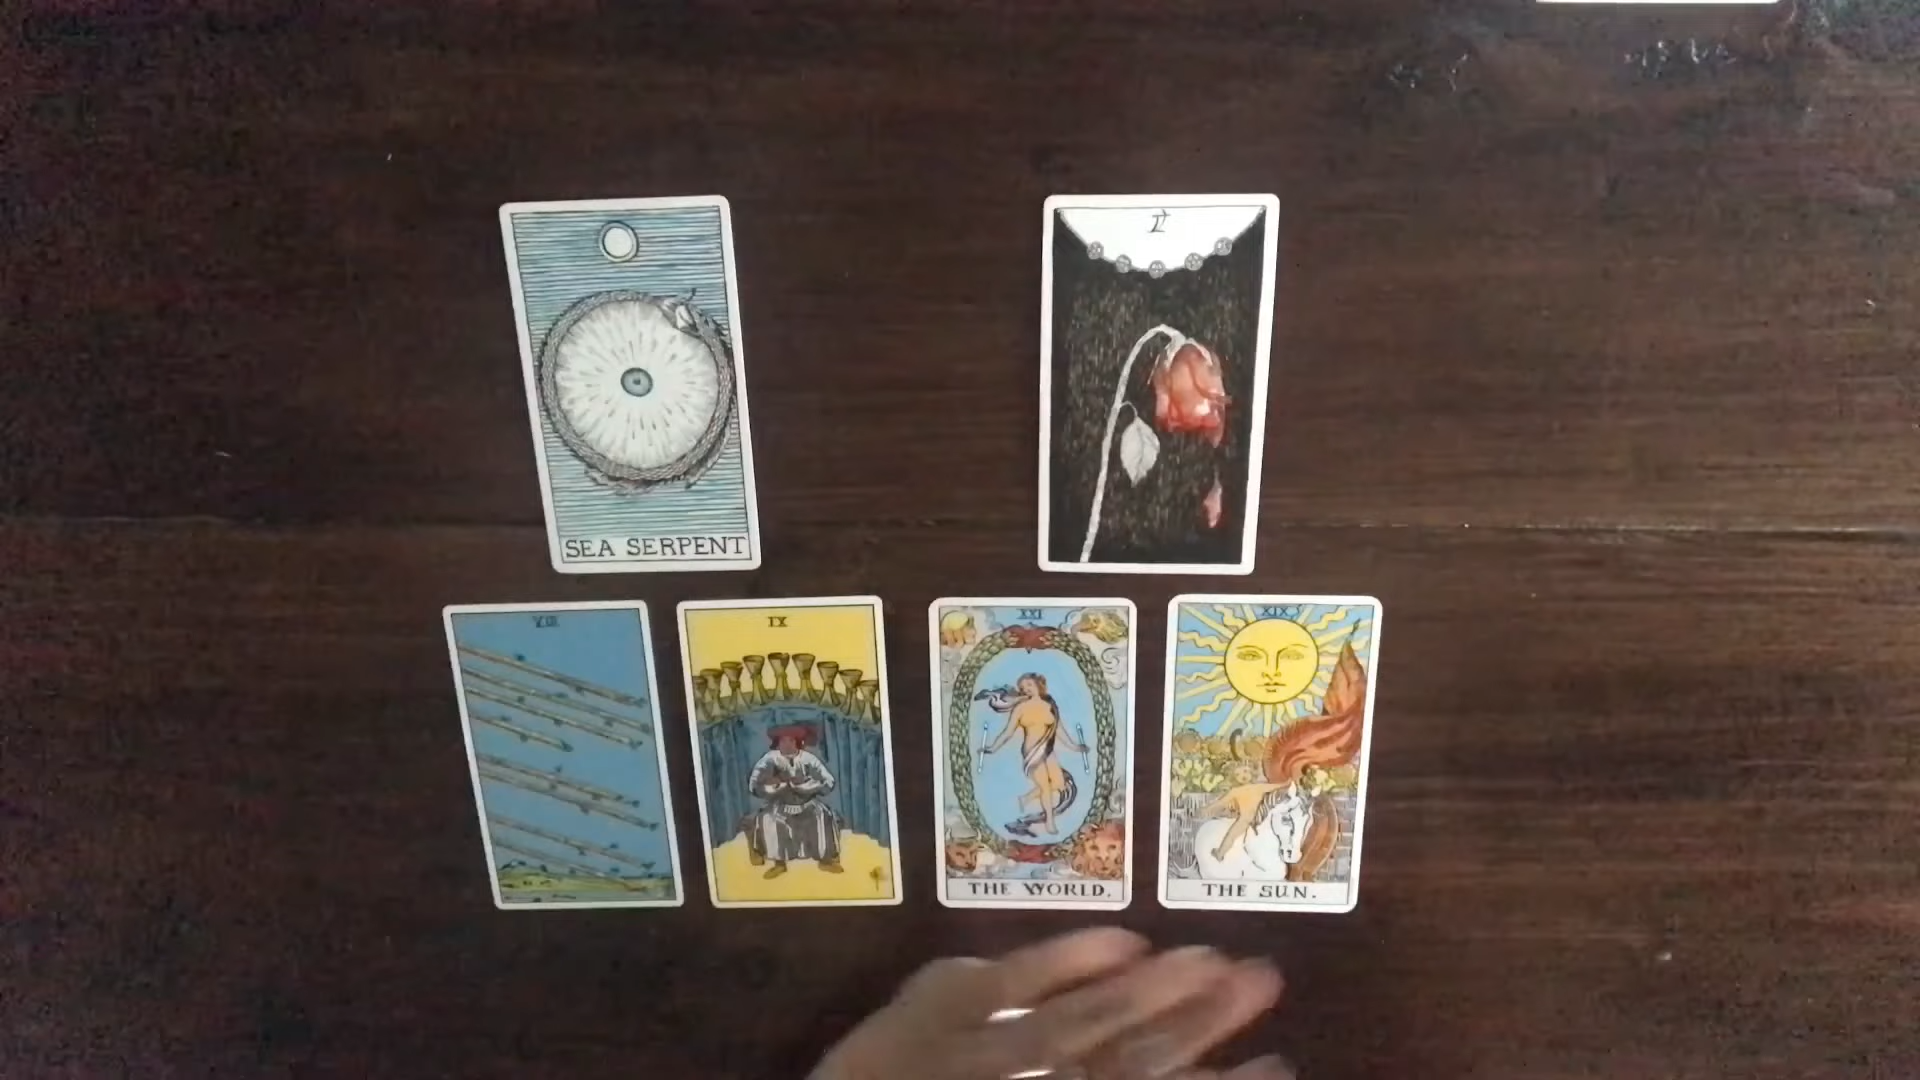 SEA SERPENT
VIII
IX
XXI
THE WORLD.
XIX
THE SUN.